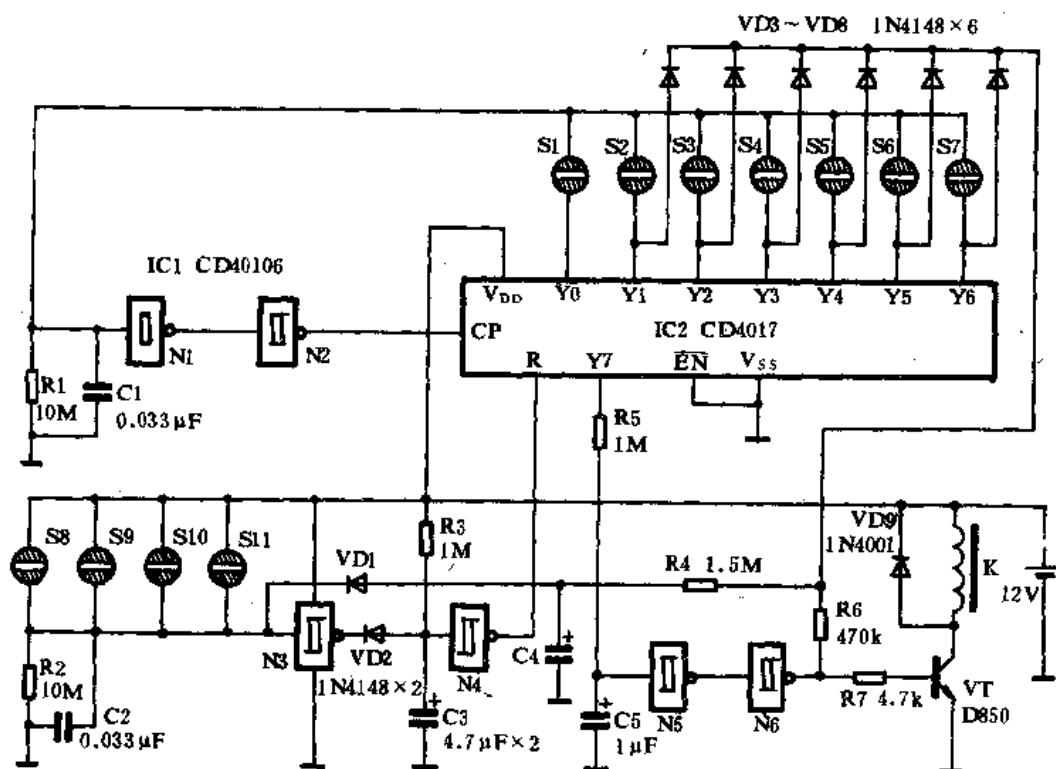 VD3~VD8 1N4148×6
S1
S2
S3
S4
S5
S6
S7
IC1 CD40106
VDD
Y0
Y1
Y2
Y3
Y4
Y5
Y6
CP
IC2 CD4017
N1
N2
R
Y7
EN
VSS
R1
10M
C1
0.033μF
R5
1M
S8
S9
S10
S11
R3
1M
VD9
1N4001
VD1
R4 1.5M
K
12V
R6
470k
N3
VD2
N4
C4
+
R2
10M
1N4148×2
R7 4.7k
VT
D850
C2
0.033μF
+
C3
4.7μF×2
+
C5
1μF
N5
N6